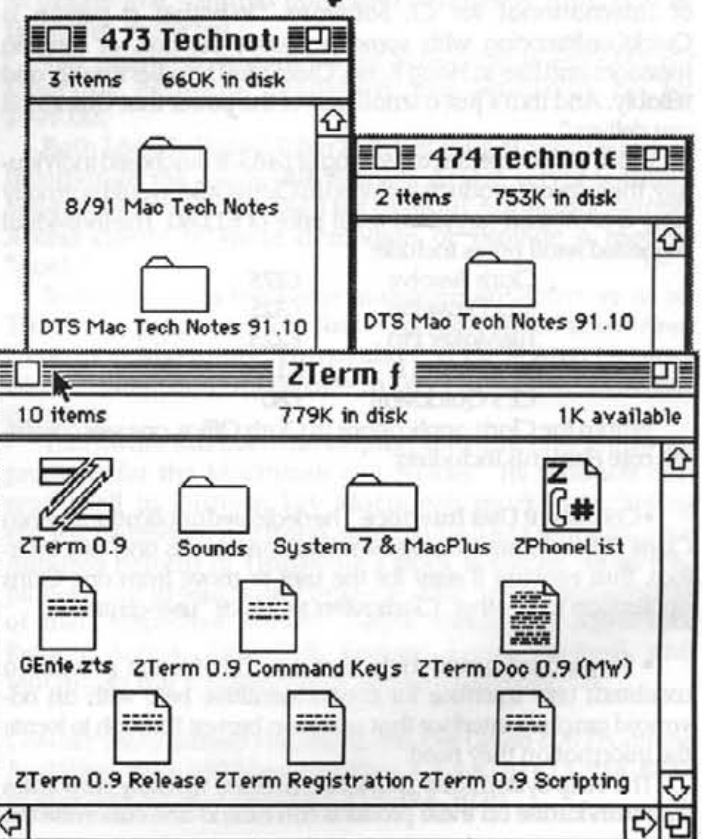 473 Technot
3 items 660K in disk
8/91 Mac Tech Notes
DTS Mac Tech Notes 91.10
474 Technote
2 items 753K in disk
DTS Mac Tech Notes 91.10
ZTerm ƒ
10 items 779K in disk 1K available
ZTerm 0.9 Sounds System 7 & MacPlus ZPhoneList
GEnie.zts ZTerm 0.9 Command Keys ZTerm Doc 0.9 (MW)
ZTerm 0.9 Release ZTerm Registration ZTerm 0.9 Scripting